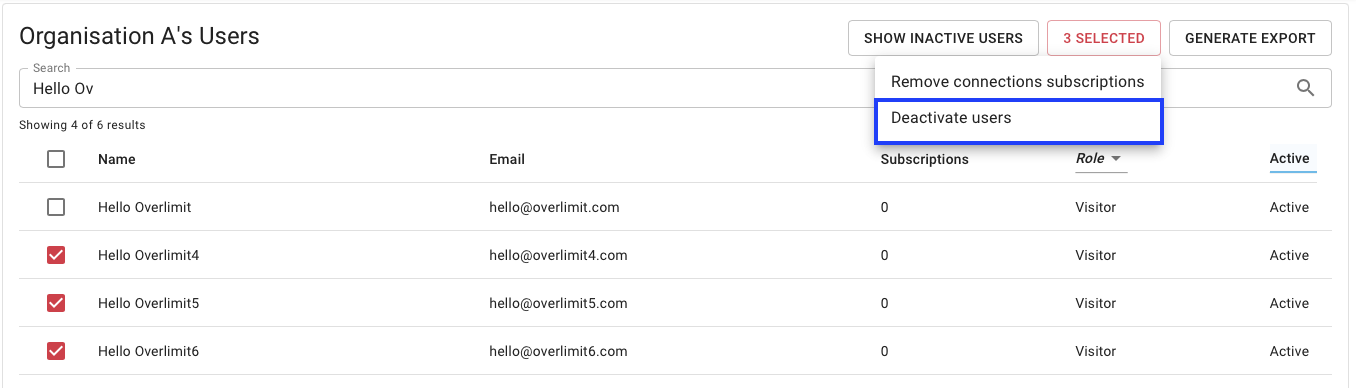 Organisation A's Users
SHOW INACTIVE USERS
3 SELECTED
GENERATE EXPORT
Search
Hello Ov
Remove connections subscriptions
Deactivate users
Showing 4 of 6 results
Name Email Subscriptions Role Active
Hello Overlimit hello@overlimit.com 0 Visitor Active
Hello Overlimit4 hello@overlimit4.com 0 Visitor Active
Hello Overlimit5 hello@overlimit5.com 0 Visitor Active
Hello Overlimit6 hello@overlimit6.com 0 Visitor Active